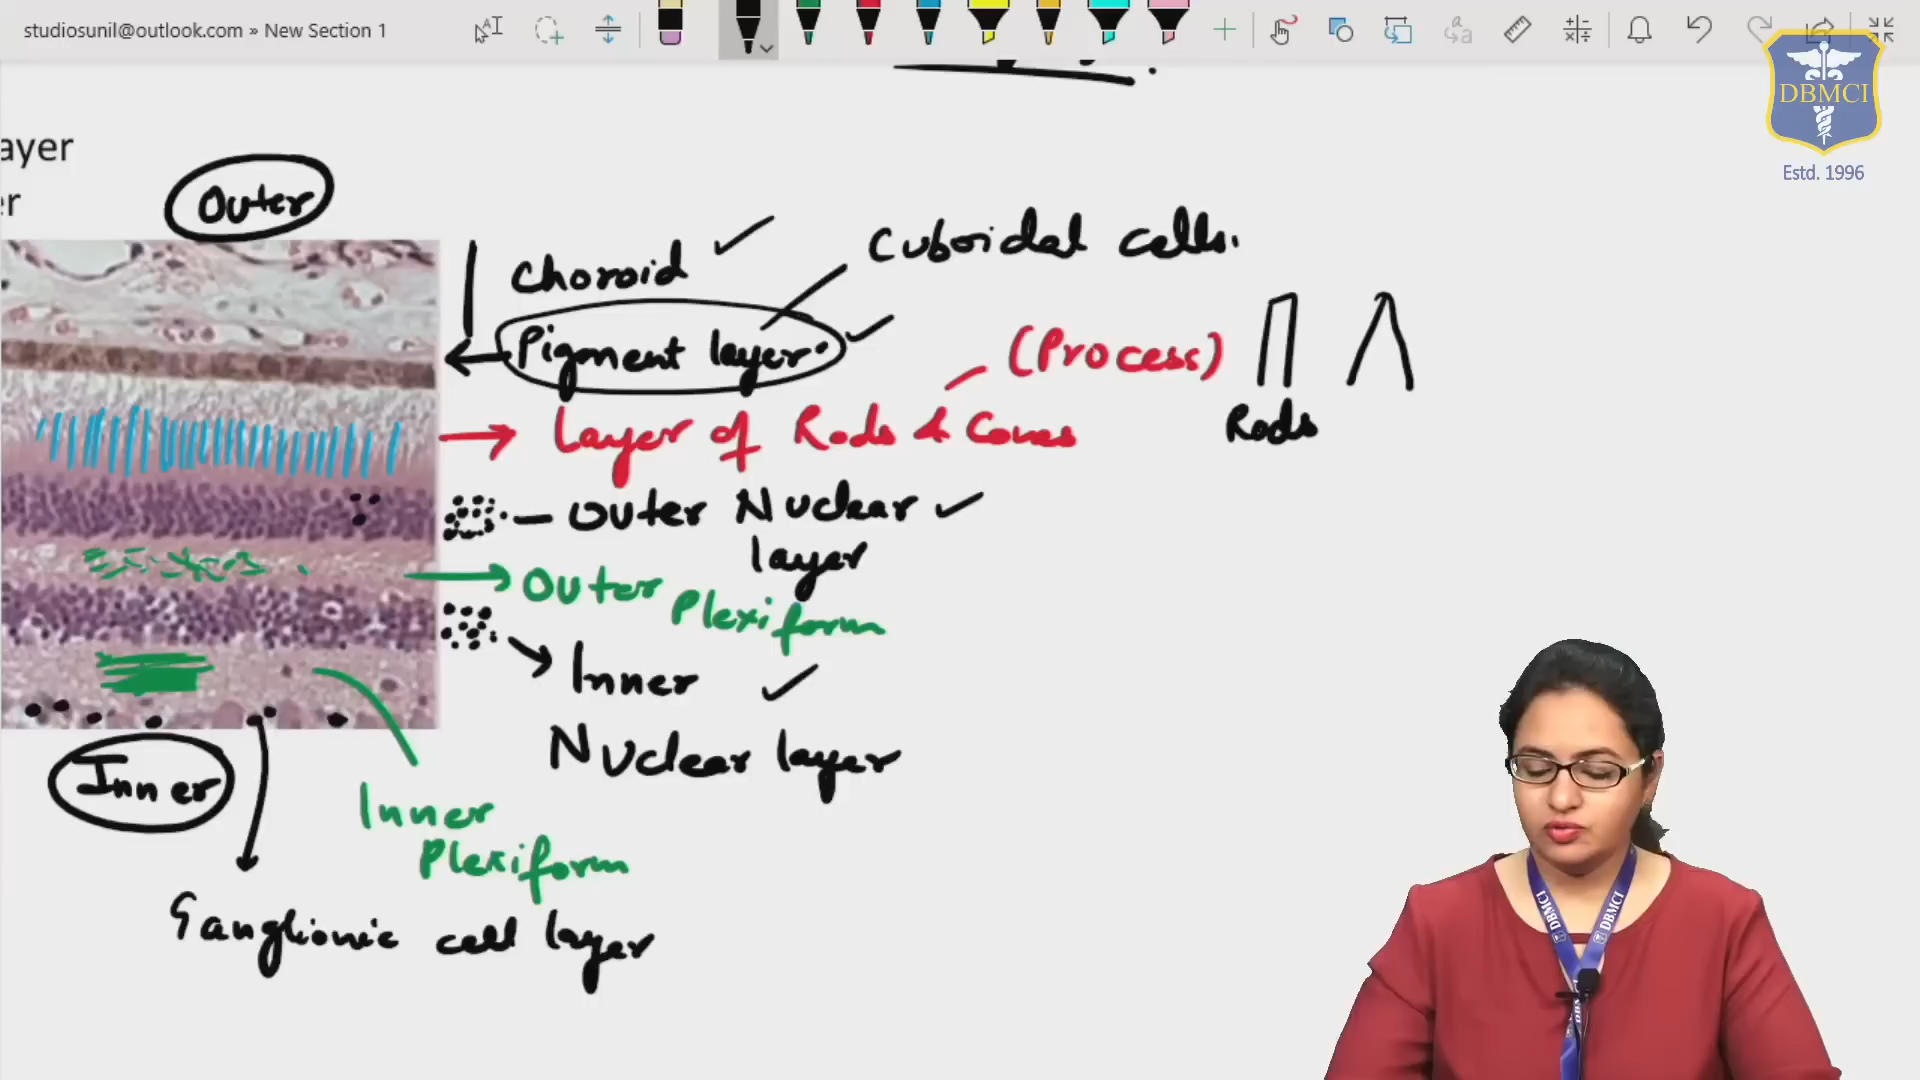 studiosunil@outlook.com » New Section 1
DBMCI
Estd. 1996
ayer
er
Outer
Choroid
Cuboidal cells.
Pigment layer
(Process)
Layer of Rods & Cones
Rods
Outer Nuclear
layer
Outer Plexiform
Inner
Nuclear layer
Inner
Inner
Plexiform
Ganglionic cell layer
DBMCI
DBMCI